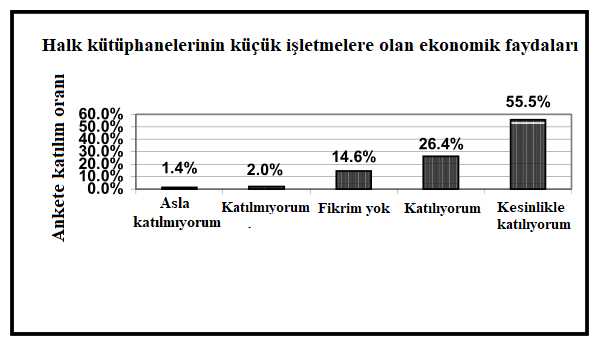 Halk kütüphanelerinin küçük işletmelere olan ekonomik faydaları
Ankete katılım oranı
60.0%
50.0%
40.0%
30.0%
20.0%
10.0%
0.0%
1.4%
2.0%
14.6%
26.4%
55.5%
Asla
katılmıyorum
Katılmıyorum
Fikrim yok
Katılıyorum
Kesinlikle
katılıyorum